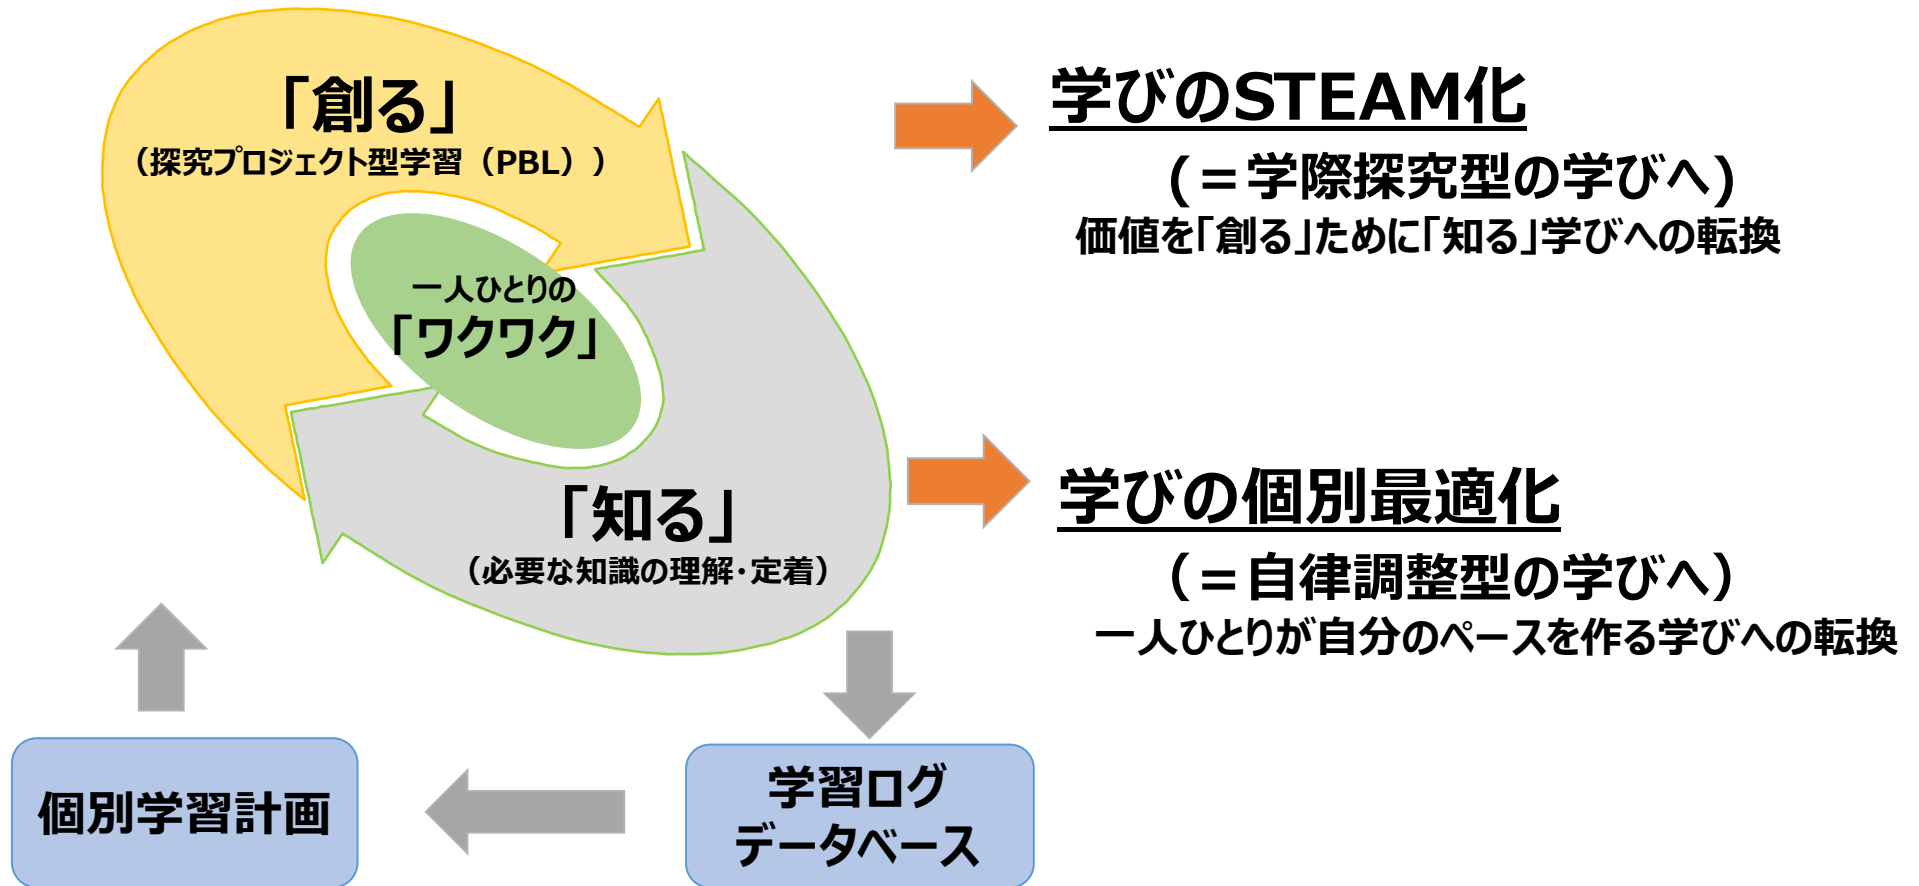 「創る」
（探究プロジェクト型学習（PBL））
一人ひとりの
「ワクワク」
「知る」
（必要な知識の理解・定着）
学びのSTEAM化
(＝学際探究型の学びへ)
価値を「創る」ために「知る」学びへの転換
学びの個別最適化
（＝自律調整型の学びへ）
一人ひとりが自分のペースを作る学びへの転換
個別学習計画
学習ログ
データベース